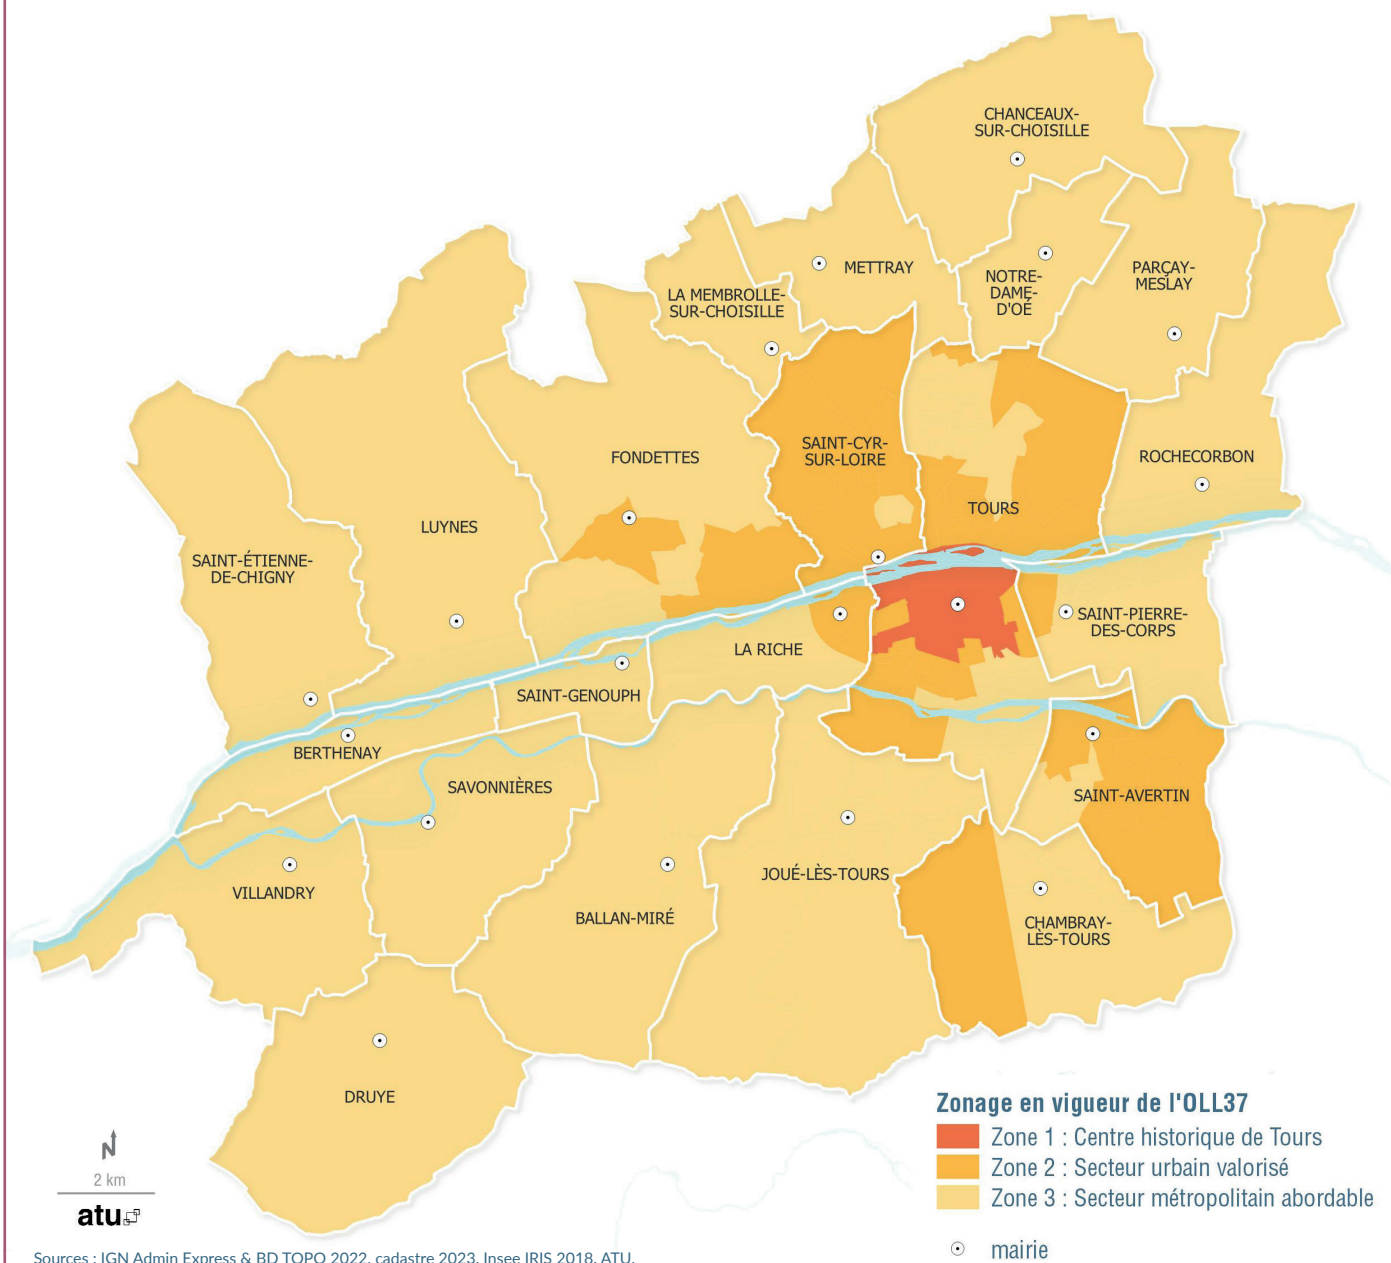 CHANCEAUX-
SUR-CHOISILLE
METTRAY
NOTRE-
DAME-
D'OÉ
PARÇAY-
MESLAY
LA MEMBROLLE-
SUR-CHOISILLE
SAINT-CYR-
SUR-LOIRE
FONDETTES
ROCHECORBON
TOURS
LUYNES
SAINT-ÉTIENNE-
DE-CHIGNY
SAINT-PIERRE-
DES-CORPS
LA RICHE
SAINT-GENOUPH
BERTHENAY
SAVONNIÈRES
SAINT-AVERTIN
JOUÉ-LÈS-TOURS
VILLANDRY
BALLAN-MIRÉ
CHAMBRAY-
LÈS-TOURS
DRUYE
Zonage en vigueur de l'OLL37
Zone 1 : Centre historique de Tours
Zone 2 : Secteur urbain valorisé
Zone 3 : Secteur métropolitain abordable
mairie
N
2 km
atu
Sources : IGN Admin Express & BD TOPO 2022, cadastre 2023, Insee IRIS 2018, ATU.